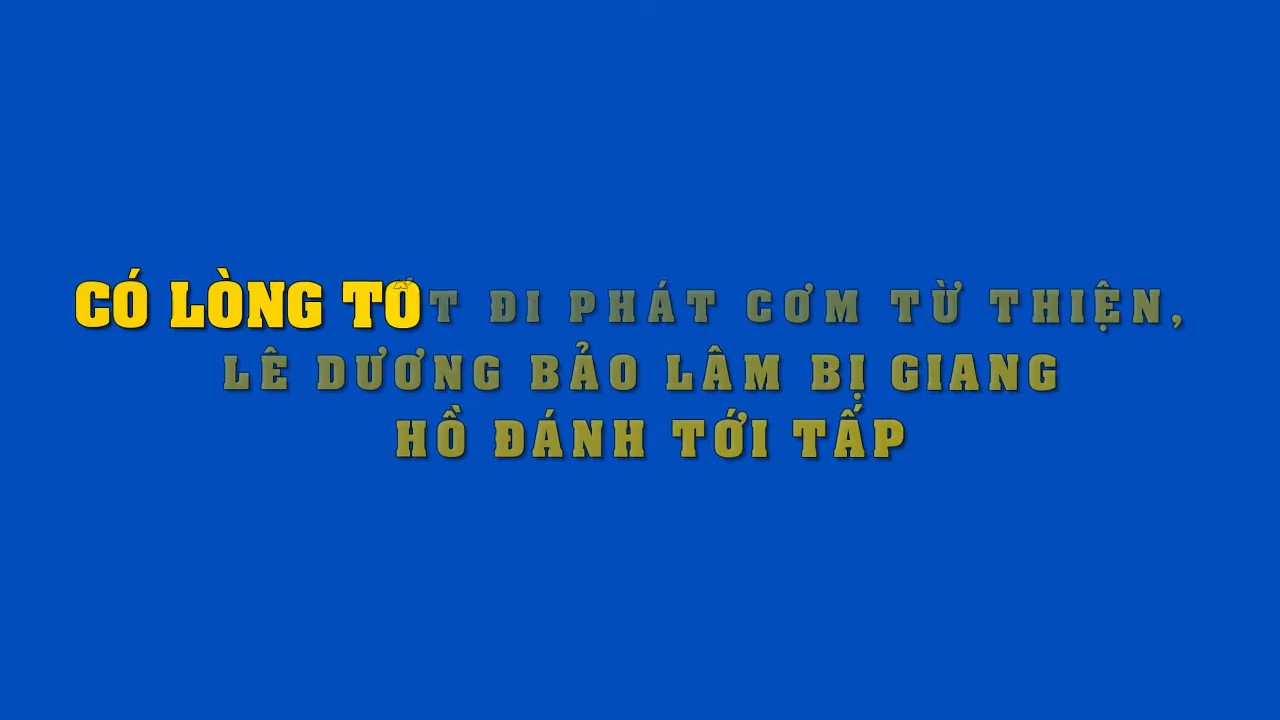 CÓ LÒNG TỐT ĐI PHÁT CƠM TỪ THIỆN,
LÊ DƯƠNG BẢO LÂM BỊ GIANG
HỒ ĐÁNH TỚI TẤP